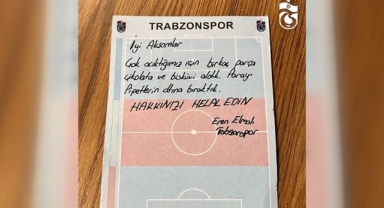 TRABZONSPOR
İyi Akşamlar
Çok acıktığımız için birkaç parça
çikolata ve bisküvi aldık. Parayı
Pipetlerin altına bıraktık.
HAKKINIZI HELAL EDİN
Eren Elmalı
Trabzonspor